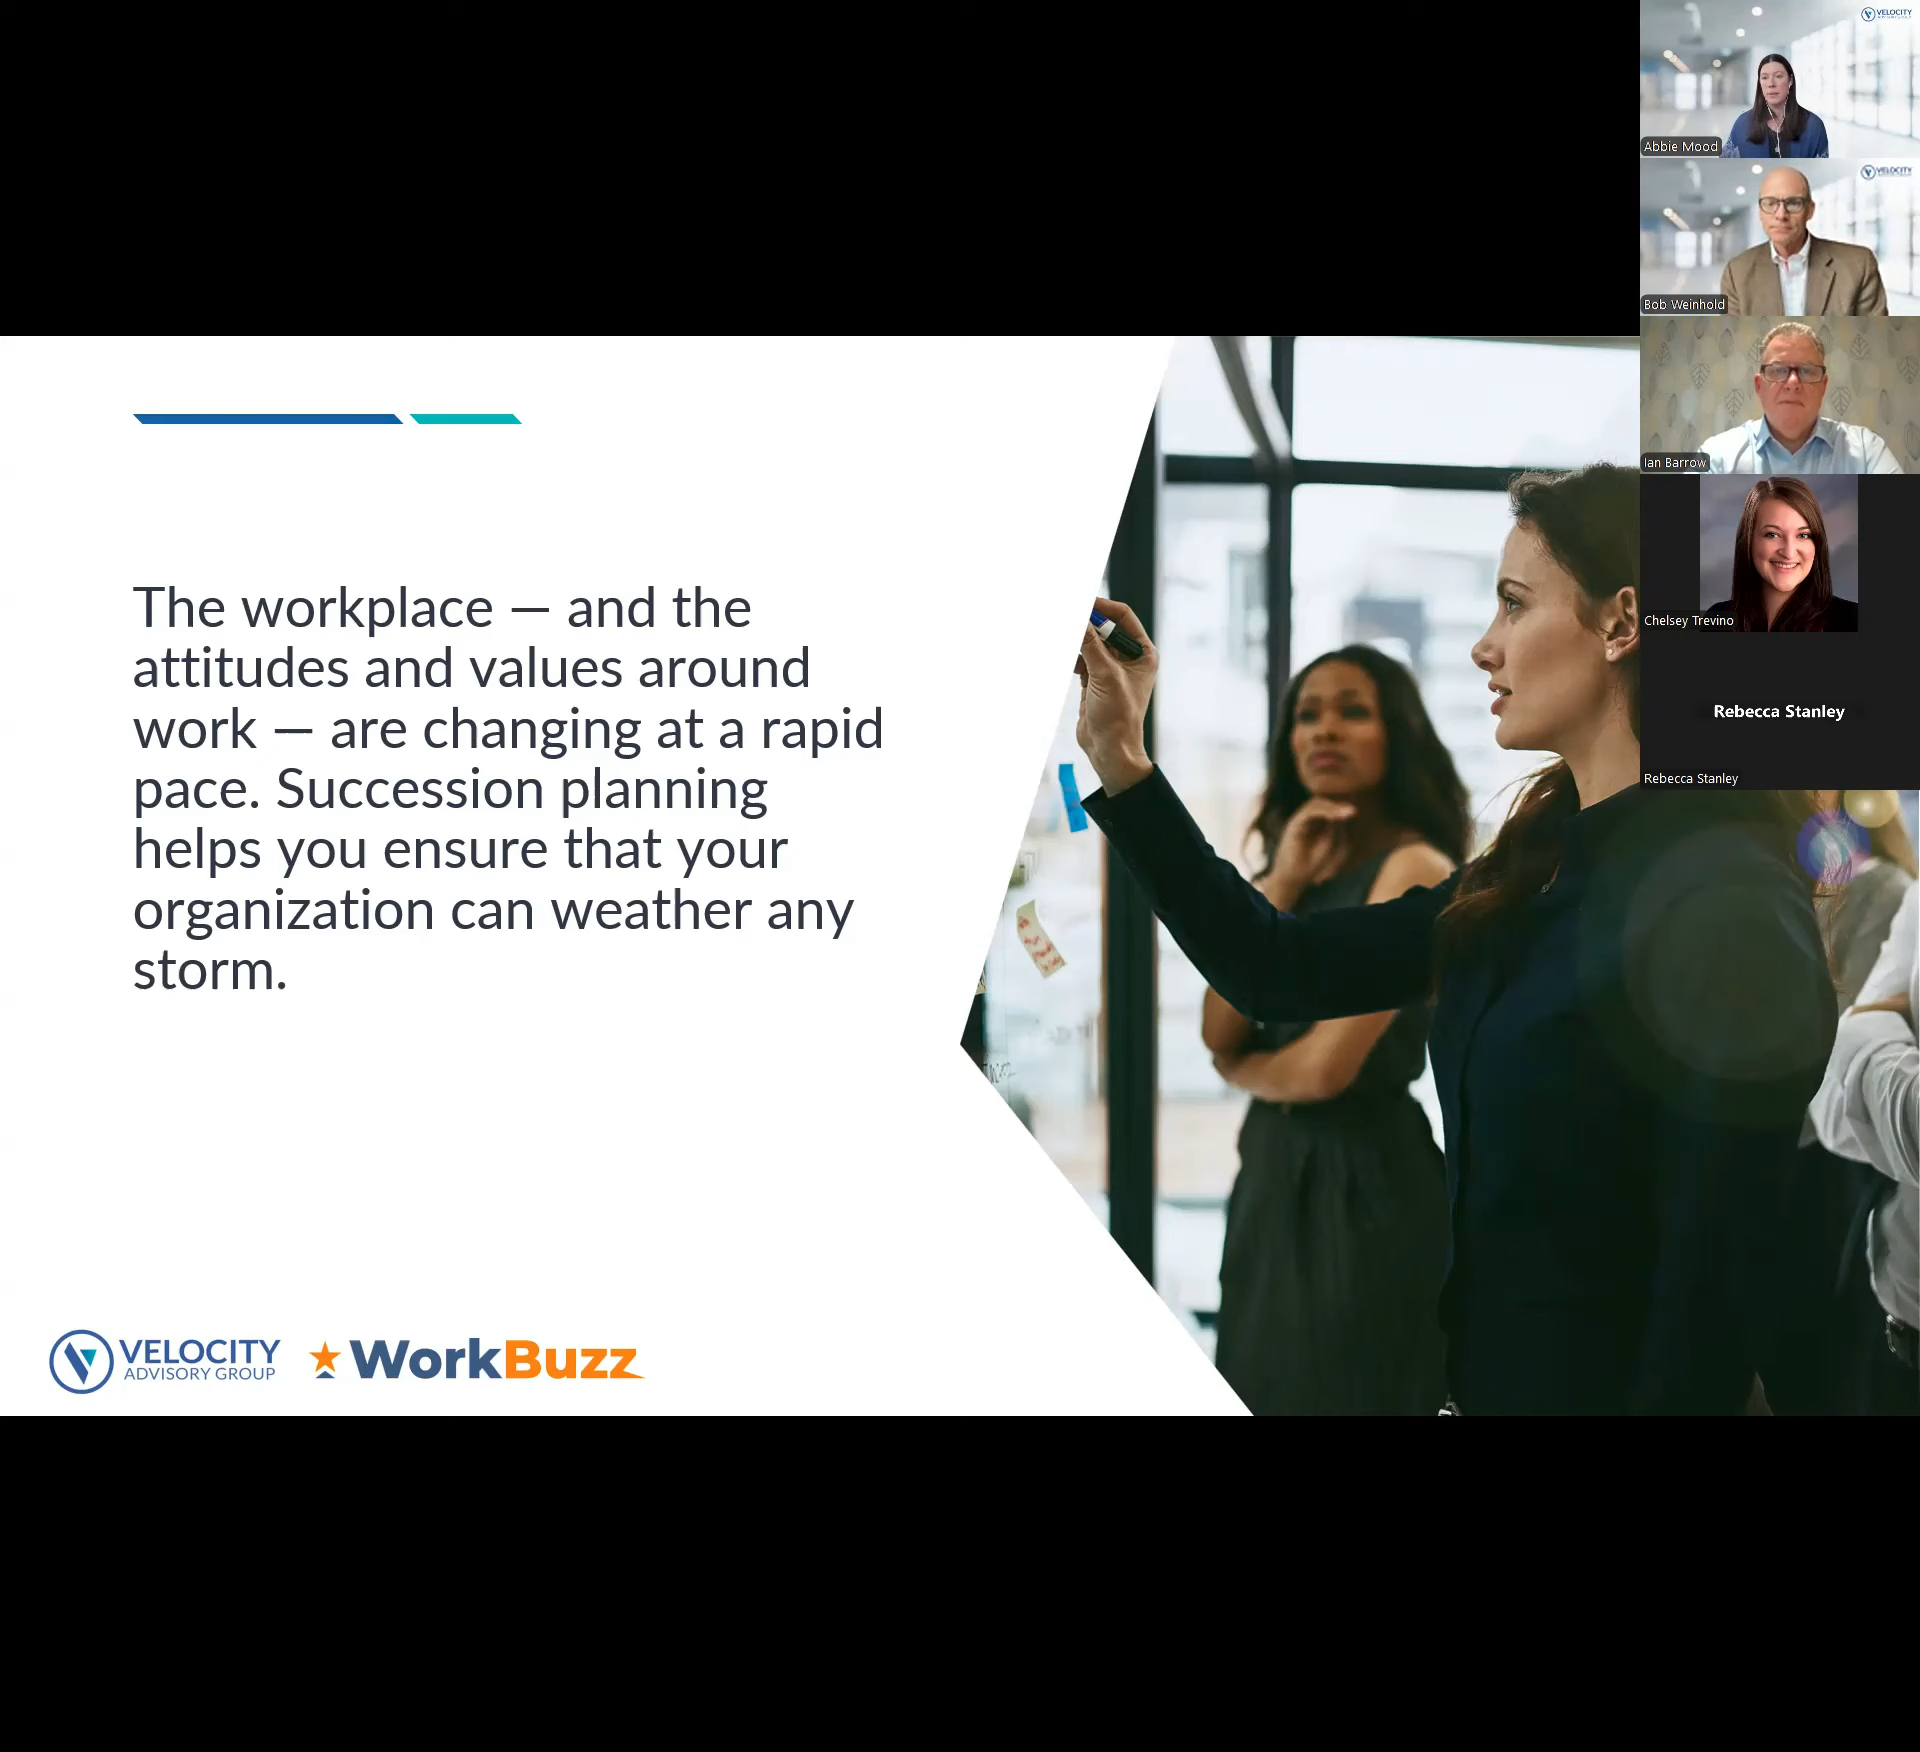 The workplace — and the
attitudes and values around
work — are changing at a rapid
pace. Succession planning
helps you ensure that your
organization can weather any
storm.
VELOCITY
ADVISORY GROUP
WorkBuzz
VELOCITY
Abbie Mood
VELOCITY
Bob Weinhold
Ian Barrow
Chelsey Trevino
Rebecca Stanley
Rebecca Stanley